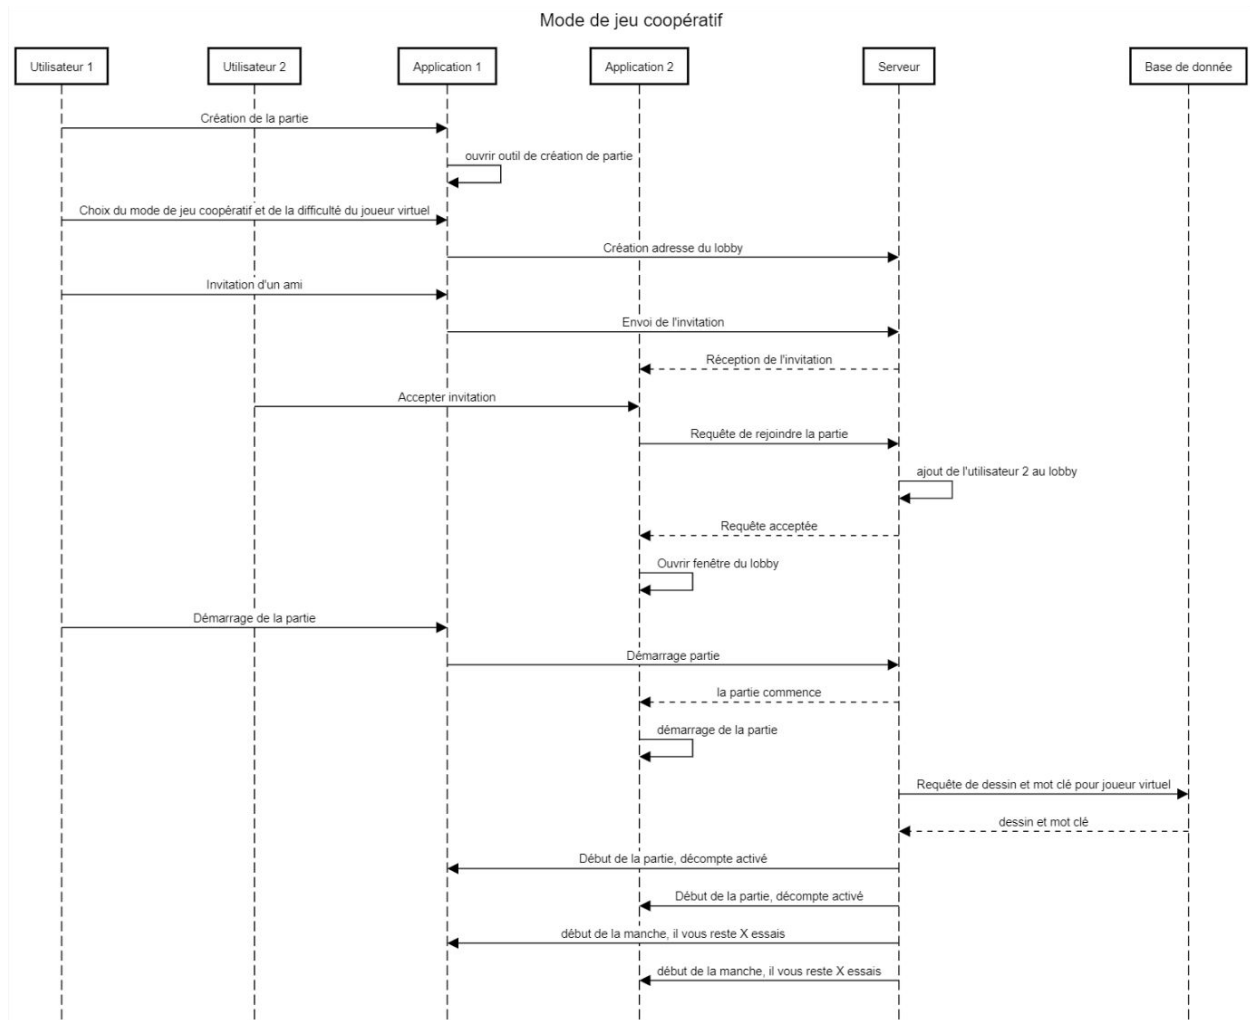 Mode de jeu coopératif
Utilisateur 1
Utilisateur 2
Application 1
Application 2
Serveur
Base de donnée
Création de la partie
ouvrir outil de création de partie
Choix du mode de jeu coopératif et de la difficulté du joueur virtuel
Création adresse du lobby
Invitation d'un ami
Envoi de l'invitation
Réception de l'invitation
Accepter invitation
Requête de rejoindre la partie
ajout de l'utilisateur 2 au lobby
Requête acceptée
Ouvrir fenêtre du lobby
Démarrage de la partie
Démarrage partie
la partie commence
démarrage de la partie
Requête de dessin et mot clé pour joueur virtuel
dessin et mot clé
Début de la partie, décompte activé
Début de la partie, décompte activé
début de la manche, il vous reste X essais
début de la manche, il vous reste X essais